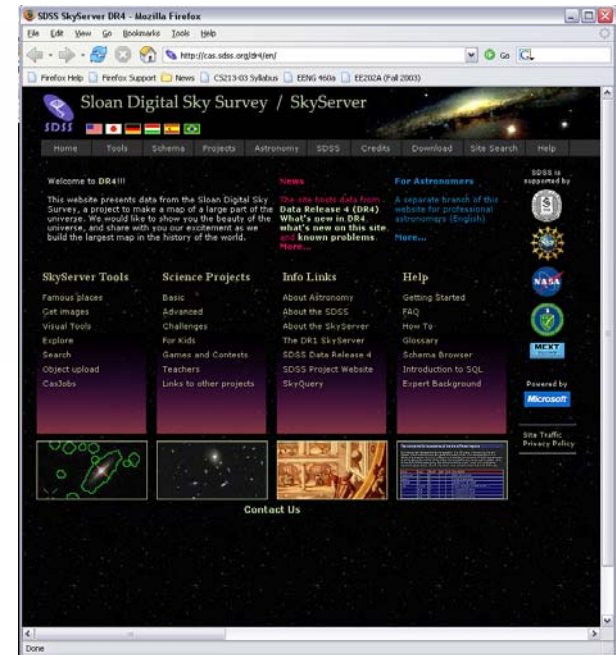 SDSS SkyServer DR4 - Mozilla Firefox
File Edit View Go Bookmarks Tools Help
http://cas.sdss.org/dr4/en/
Go
Firefox Help Firefox Support News CS213-03 Syllabus EENG 460a EE202A (Fall 2003)
Sloan Digital Sky Survey / SkyServer
SDSS
Home Tools Schema Projects Astronomy SDSS Credits Download Site Search Help
Welcome to DR4!!!
This website presents data from the Sloan Digital Sky
Survey, a project to make a map of a large part of the
universe. We would like to show you the beauty of the
universe, and share with you our excitement as we
build the largest map in the history of the world.
News
The site hosts data from
Data Release 4 (DR4)
What's new in DR4,
what's new on this site,
and known problems.
More...
For Astronomers
A separate branch of this
website for professional
astronomers (English)
More...
SDSS is
supported by
NASA
MEXT
Powered by
Microsoft
Site Traffic
Privacy Policy
SkyServer Tools
Famous places
Get images
Visual Tools
Explore
Search
Object upload
CasJobs
Science Projects
Basic
Advanced
Challenges
For Kids
Games and Contests
Teachers
Links to other projects
Info Links
About Astronomy
About the SDSS
About the SkyServer
The DR1 SkyServer
SDSS Data Release 4
SDSS Project Website
SkyQuery
Help
Getting Started
FAQ
How To
Glossary
Schema Browser
Introduction to SQL
Expert Background
Contact Us
Done